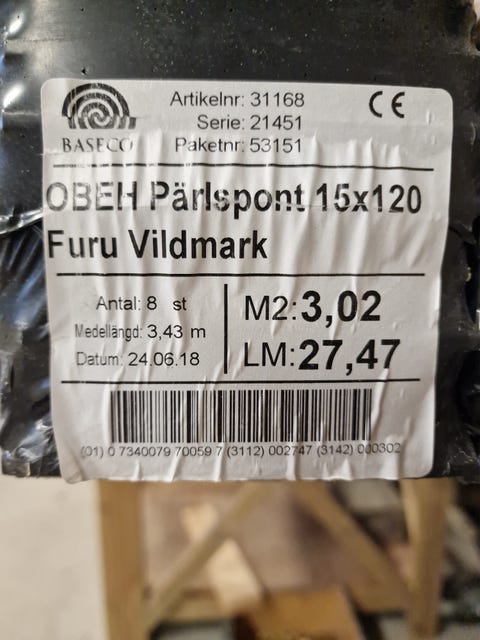 BASECO
Artikelnr: 31168
Serie: 21451
Paketnr: 53151
CE
OBEH Pärlspont 15x120
Furu Vildmark
Antal: 8 st
Medellängd: 3,43 m
Datum: 24.06.18
M2: 3,02
LM: 27,47
(01) 0 7340079 70059 7 (3112) 002747 (3142) 000302